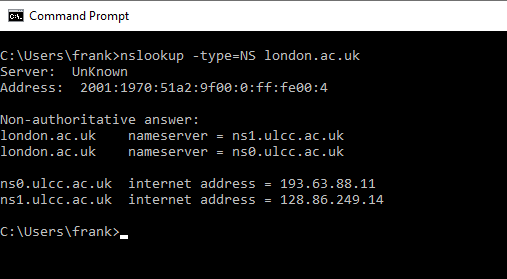 Command Prompt
C:\Users\frank>nslookup -type=NS london.ac.uk
Server:  UnKnown
Address:  2001:1970:51a2:9f00:0:ff:fe00:4
Non-authoritative answer:
london.ac.uk    nameserver = ns1.ulcc.ac.uk
london.ac.uk    nameserver = ns0.ulcc.ac.uk
ns0.ulcc.ac.uk  internet address = 193.63.88.11
ns1.ulcc.ac.uk  internet address = 128.86.249.14
C:\Users\frank>